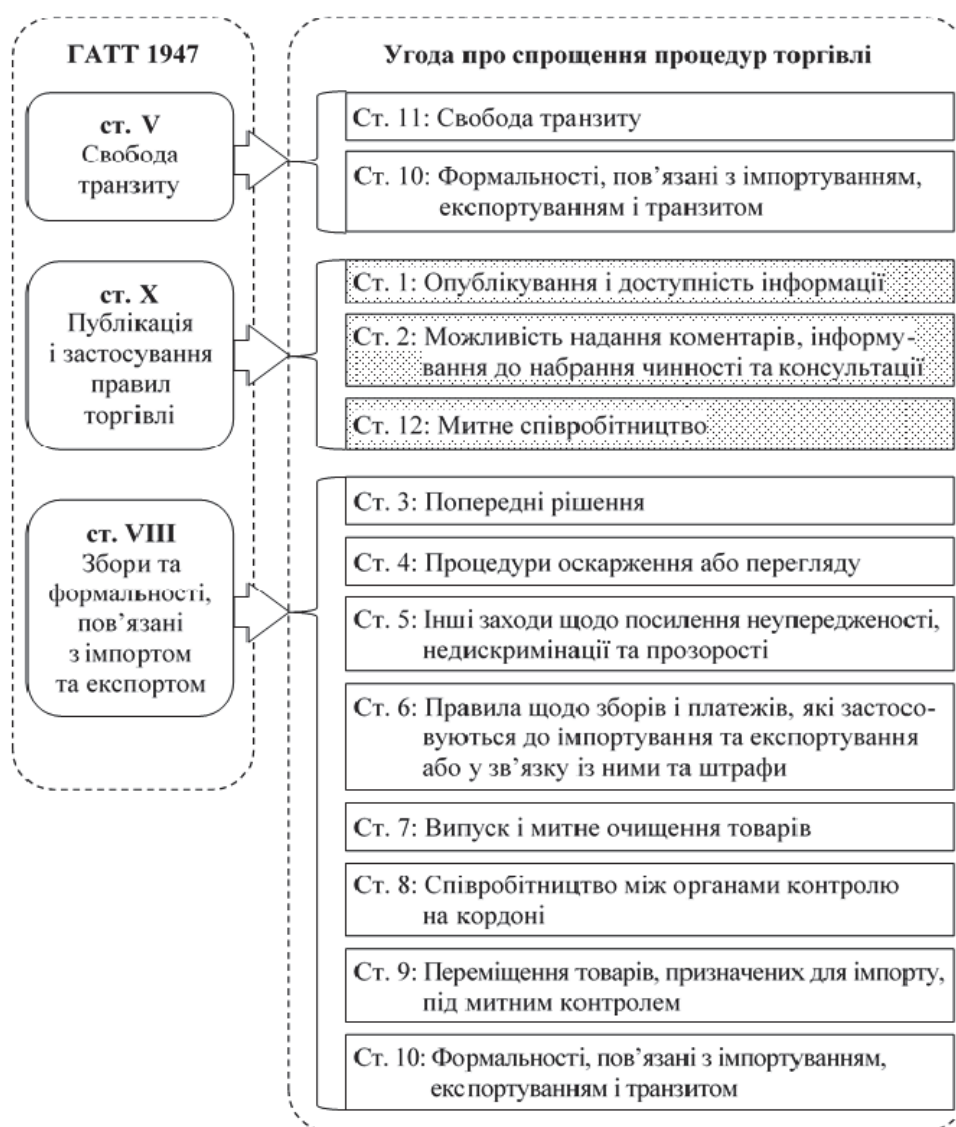 ГАТТ 1947
Угода про спрощення процедур торгівлі
ст. V
Свобода
транзиту
Ст. 11: Свобода транзиту
Ст. 10: Формальності, пов’язані з імпортуванням,
експортуванням і транзитом
ст. X
Публікація
і застосування
правил
торгівлі
Ст. 1: Опублікування і доступність інформації
Ст. 2: Можливість надання коментарів, інформу-
вання до набрання чинності та консультації
Ст. 12: Митне співробітництво
ст. VIII
Збори та
формальності,
пов’язані
з імпортом
та експортом
Ст. 3: Попередні рішення
Ст. 4: Процедури оскарження або перегляду
Ст. 5: Інші заходи щодо посилення неупередженості,
недискримінації та прозорості
Ст. 6: Правила щодо зборів і платежів, які застосо-
вуються до імпортування та експортування
або у зв’язку із ними та штрафи
Ст. 7: Випуск і митне очищення товарів
Ст. 8: Співробітництво між органами контролю
на кордоні
Ст. 9: Переміщення товарів, призначених для імпорту,
під митним контролем
Ст. 10: Формальності, пов’язані з імпортуванням,
експортуванням і транзитом